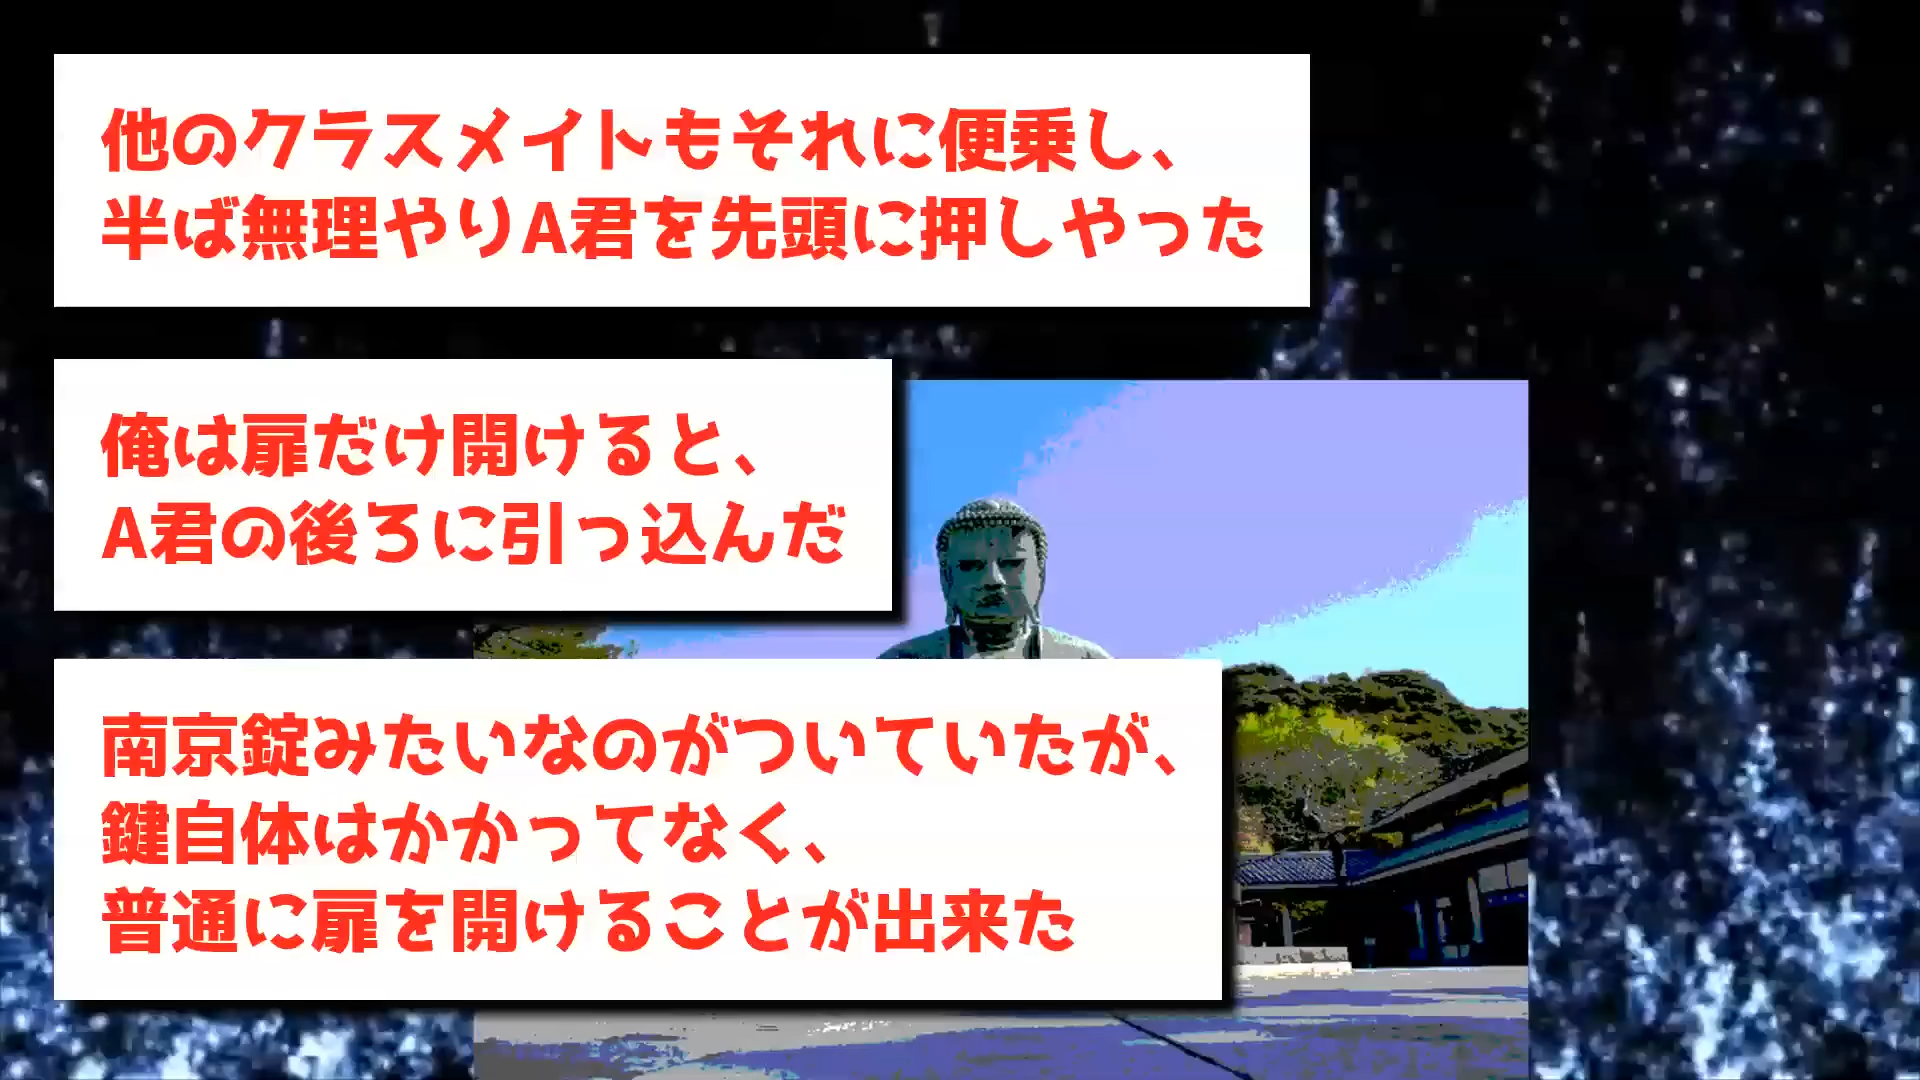 他のクラスメイトもそれに便乗し、
半ば無理やりA君を先頭に押しやった
俺は扉だけ開けると、
A君の後ろに引っ込んだ
南京錠みたいなのがついていたが、
鍵自体はかかってなく、
普通に扉を開けることが出来た